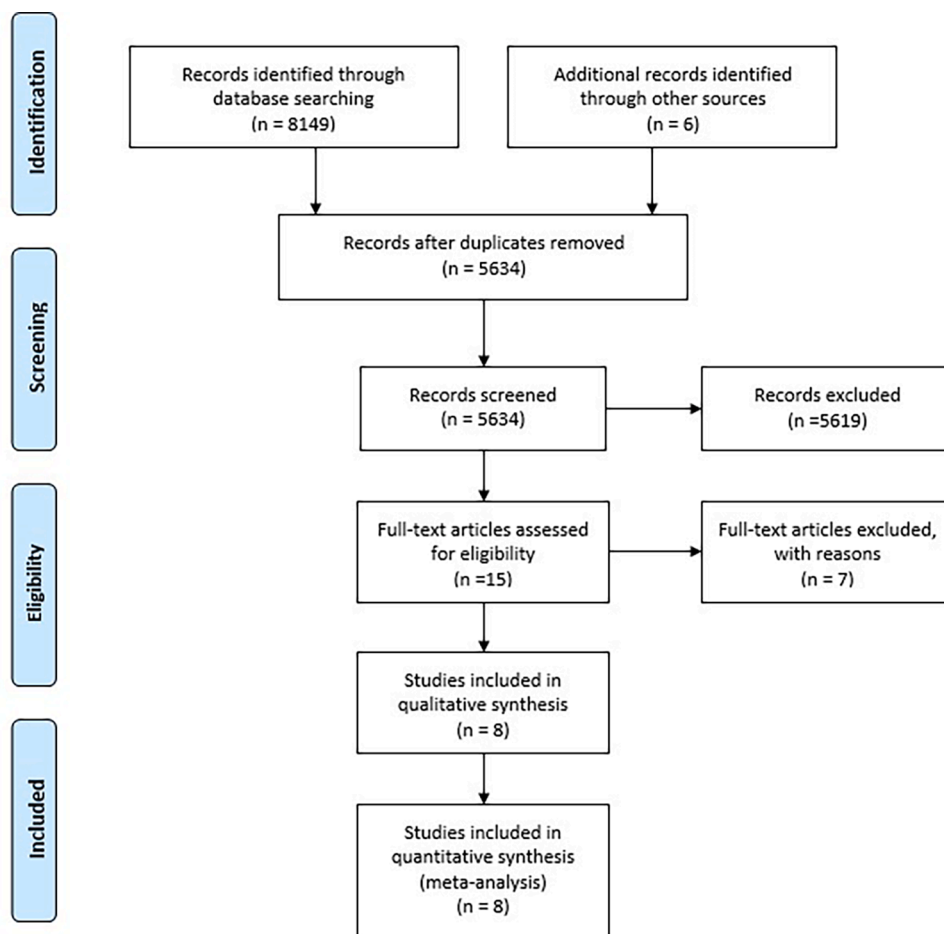 Identification
Records identified through
database searching
(n = 8149)
Additional records identified
through other sources
(n = 6)
Records after duplicates removed
(n = 5634)
Screening
Records screened
(n = 5634)
Records excluded
(n =5619)
Eligibility
Full-text articles assessed
for eligibility
(n =15)
Full-text articles excluded,
with reasons
(n = 7)
Studies included in
qualitative synthesis
(n = 8)
Included
Studies included in
quantitative synthesis
(meta-analysis)
(n = 8)